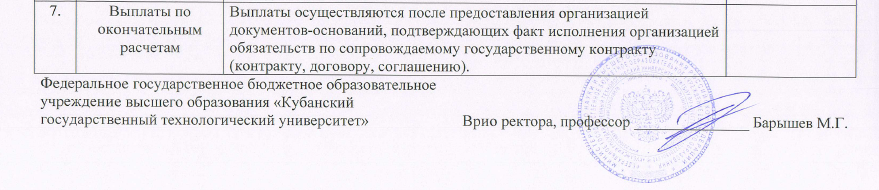 7.
Выплаты по
окончательным
расчетам
Выплаты осуществляются после предоставления организацией
документов-оснований, подтверждающих факт исполнения организацией
обязательств по сопровождаемому государственному контракту
(контракту, договору, соглашению).
Федеральное государственное бюджетное образовательное
учреждение высшего образования «Кубанский
государственный технологический университет»
Врио ректора, профессор _______________ Барышев М.Г.